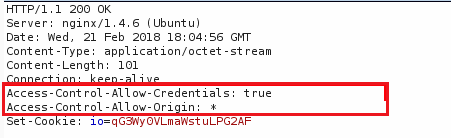 HTTP/1.1 200 OK
Server: nginx/1.4.6 (Ubuntu)
Date: Wed, 21 Feb 2018 18:04:56 GMT
Content-Type: application/octet-stream
Content-Length: 101
Connection: keep-alive
Access-Control-Allow-Credentials: true
Access-Control-Allow-Origin: *
Set-Cookie: io=qG3Wy0VLmaWstuLPG2AF